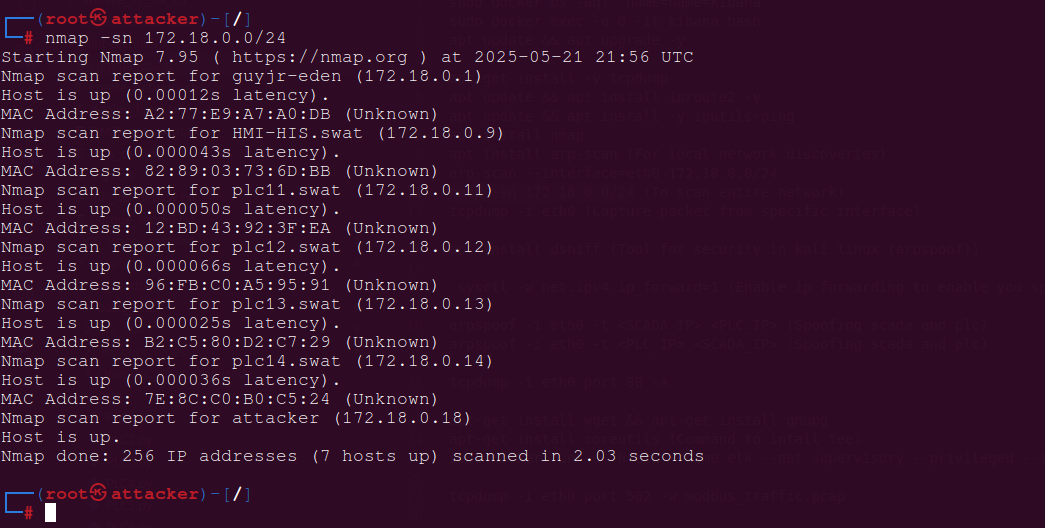 ┌──(root㉿attacker)-[/]
└─# nmap -sn 172.18.0.0/24
Starting Nmap 7.95 ( https://nmap.org ) at 2025-05-21 21:56 UTC
Nmap scan report for guyjr-eden (172.18.0.1)
Host is up (0.00012s latency).
MAC Address: A2:77:E9:A7:A0:DB (Unknown)
Nmap scan report for HMI-HIS.swat (172.18.0.9)
Host is up (0.000043s latency).
MAC Address: 82:89:03:73:6D:BB (Unknown)
Nmap scan report for plc11.swat (172.18.0.11)
Host is up (0.000050s latency).
MAC Address: 12:BD:43:92:3F:EA (Unknown)
Nmap scan report for plc12.swat (172.18.0.12)
Host is up (0.000066s latency).
MAC Address: 96:FB:C0:A5:95:91 (Unknown)
Nmap scan report for plc13.swat (172.18.0.13)
Host is up (0.000025s latency).
MAC Address: B2:C5:80:D2:C7:29 (Unknown)
Nmap scan report for plc14.swat (172.18.0.14)
Host is up (0.000036s latency).
MAC Address: 7E:8C:C0:B0:C5:24 (Unknown)
Nmap scan report for attacker (172.18.0.18)
Host is up.
Nmap done: 256 IP addresses (7 hosts up) scanned in 2.03 seconds
┌──(root㉿attacker)-[/]
└─#